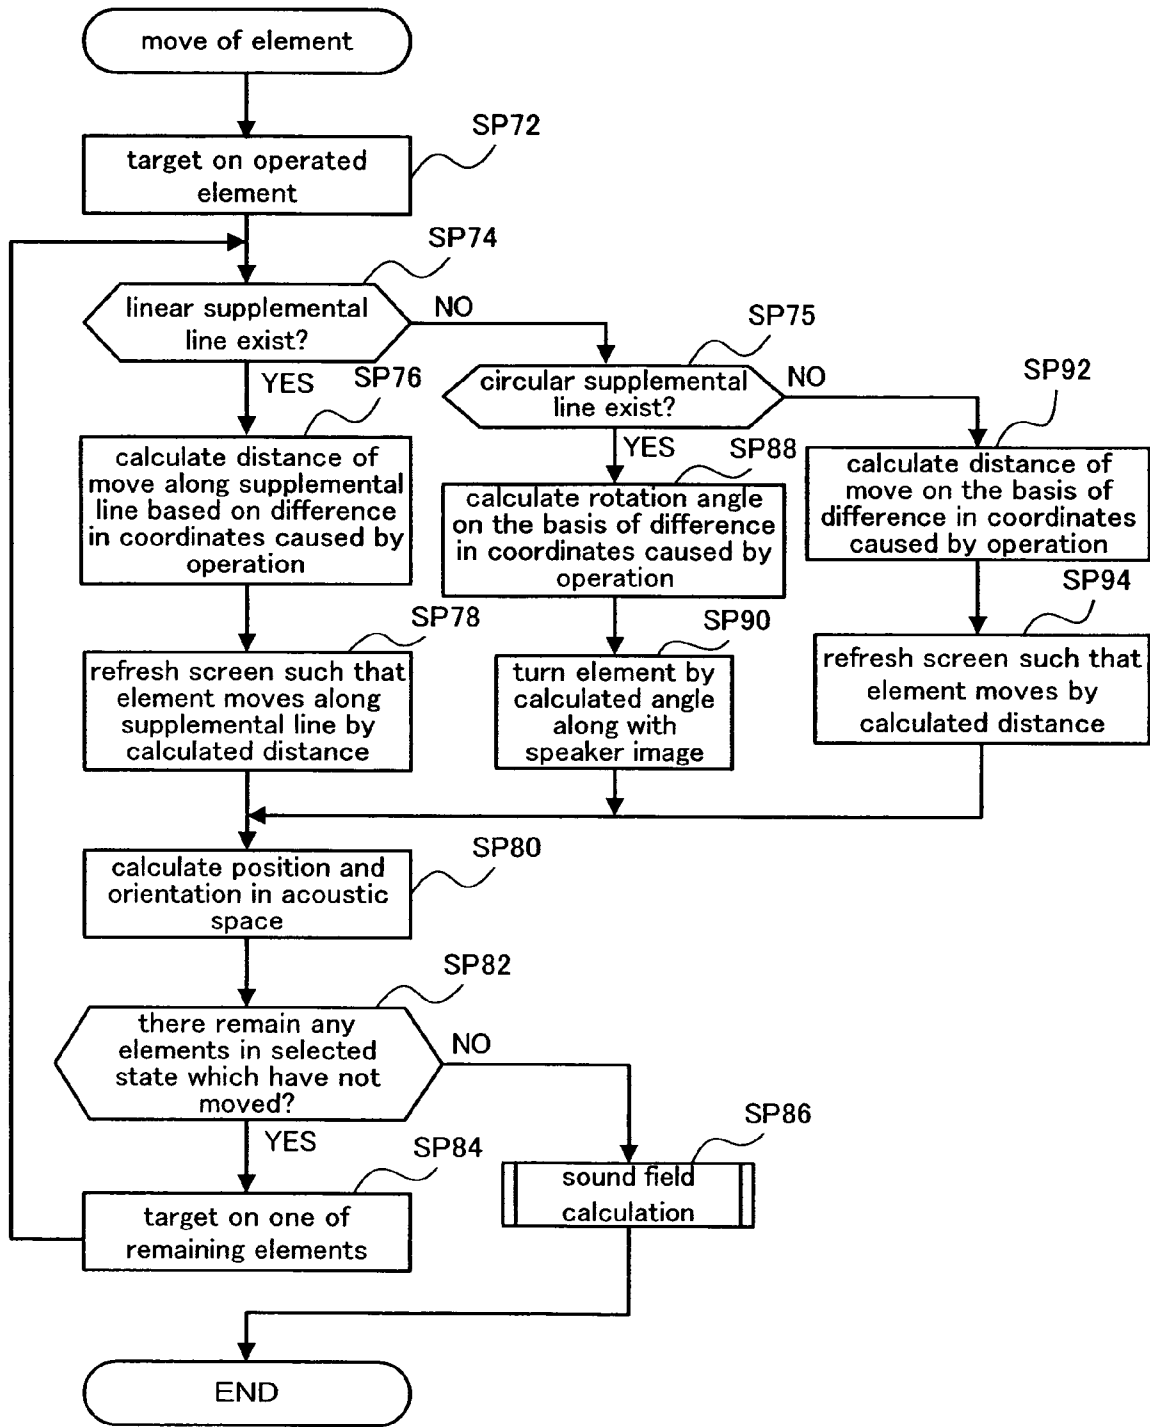 move of element
SP72
target on operated
element
SP74
linear supplemental
line exist?
NO
YES
SP75
circular supplemental
line exist?
NO
YES
SP76
calculate distance of
move along supplemental
line based on difference
in coordinates caused by
operation
SP88
calculate rotation angle
on the basis of difference
in coordinates caused by
operation
SP92
calculate distance of
move on the basis of
difference in coordinates
caused by operation
SP78
refresh screen such that
element moves along
supplemental line by
calculated distance
SP90
turn element by
calculated angle
along with
speaker image
SP94
refresh screen such that
element moves by
calculated distance
SP80
calculate position and
orientation in acoustic
space
SP82
there remain any
elements in selected
state which have not
moved?
NO
YES
SP84
target on one of
remaining elements
SP86
sound field
calculation
END